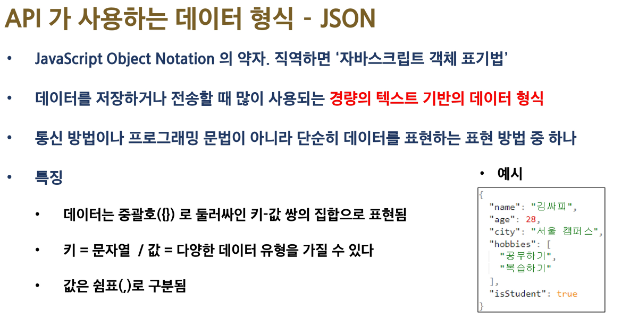 API 가 사용하는 데이터 형식 - JSON
• JavaScript Object Notation 의 약자. 직역하면 '자바스크립트 객체 표기법'
• 데이터를 저장하거나 전송할 때 많이 사용되는 경량의 텍스트 기반의 데이터 형식
• 통신 방법이나 프로그래밍 문법이 아니라 단순히 데이터를 표현하는 표현 방법 중 하나
• 특징
• 데이터는 중괄호({}) 로 둘러싸인 키-값 쌍의 집합으로 표현됨
• 키 = 문자열 / 값 = 다양한 데이터 유형을 가질 수 있다
• 값은 쉼표(,)로 구분됨
• 예시
{
"name": "김싸피",
"age": 28,
"city": "서울 캠퍼스",
"hobbies": [
"공부하기",
"복습하기"
],
"isStudent": true
}